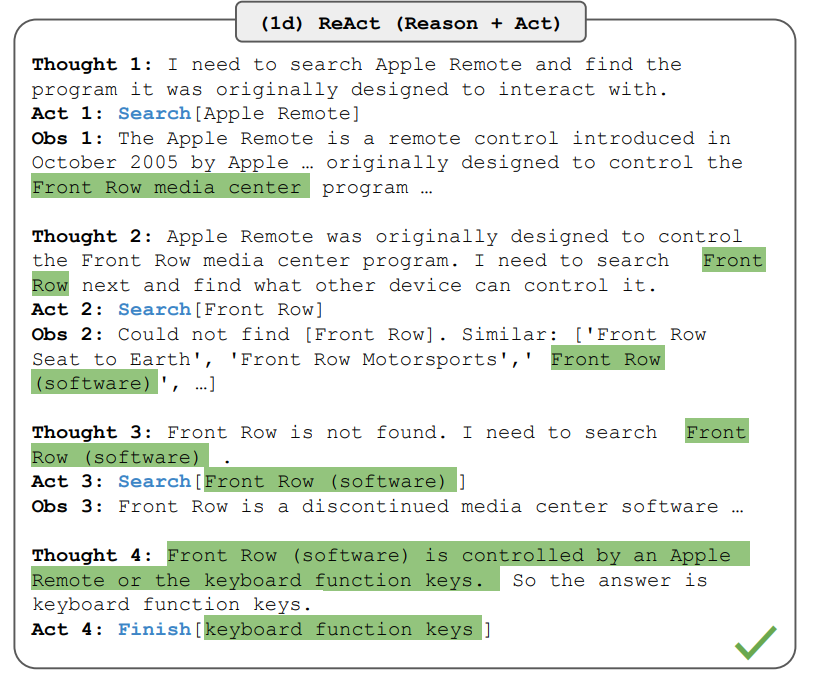 (1d) ReAct (Reason + Act)
Thought 1: I need to search Apple Remote and find the
program it was originally designed to interact with.
Act 1: Search[Apple Remote]
Obs 1: The Apple Remote is a remote control introduced in
October 2005 by Apple … originally designed to control the
Front Row media center program …
Thought 2: Apple Remote was originally designed to control
the Front Row media center program. I need to search Front
Row next and find what other device can control it.
Act 2: Search[Front Row]
Obs 2: Could not find [Front Row]. Similar: ['Front Row
Seat to Earth', 'Front Row Motorsports',' Front Row
(software)', …]
Thought 3: Front Row is not found. I need to search Front
Row (software) .
Act 3: Search[Front Row (software) ]
Obs 3: Front Row is a discontinued media center software …
Thought 4: Front Row (software) is controlled by an Apple
Remote or the keyboard function keys. So the answer is
keyboard function keys.
Act 4: Finish[keyboard function keys ]